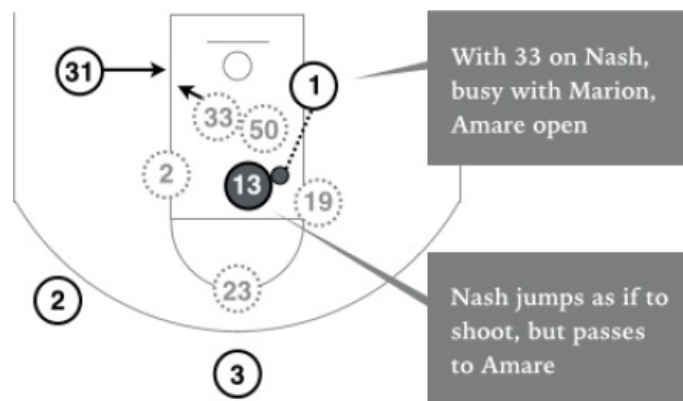 31
1
33
50
2
13
19
23
2
3
With 33 on Nash,
busy with Marion,
Amare open
Nash jumps as if to
shoot, but passes
to Amare